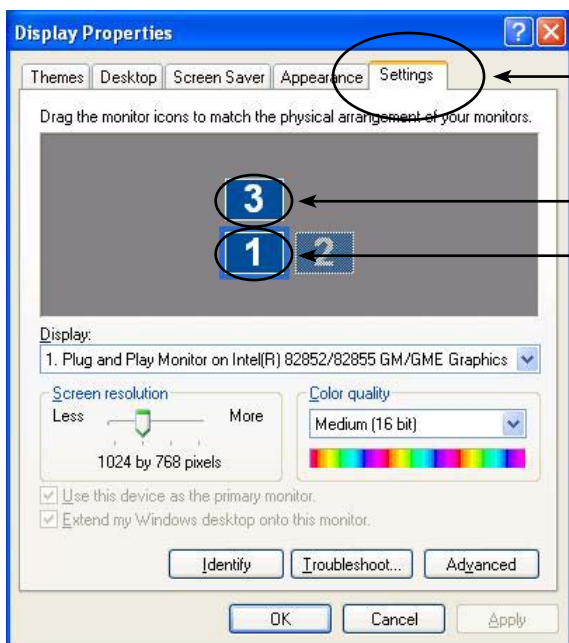 Display Properties
Themes Desktop Screen Saver Appearance Settings
Drag the monitor icons to match the physical arrangement of your monitors.
3
1 2
Display:
1. Plug and Play Monitor on Intel(R) 82852/82855 GM/GME Graphics
Screen resolution Color quality
Less More Medium (16 bit)
1024 by 768 pixels
Use this device as the primary monitor.
Extend my Windows desktop onto this monitor.
Identify Troubleshoot... Advanced
OK Cancel Apply